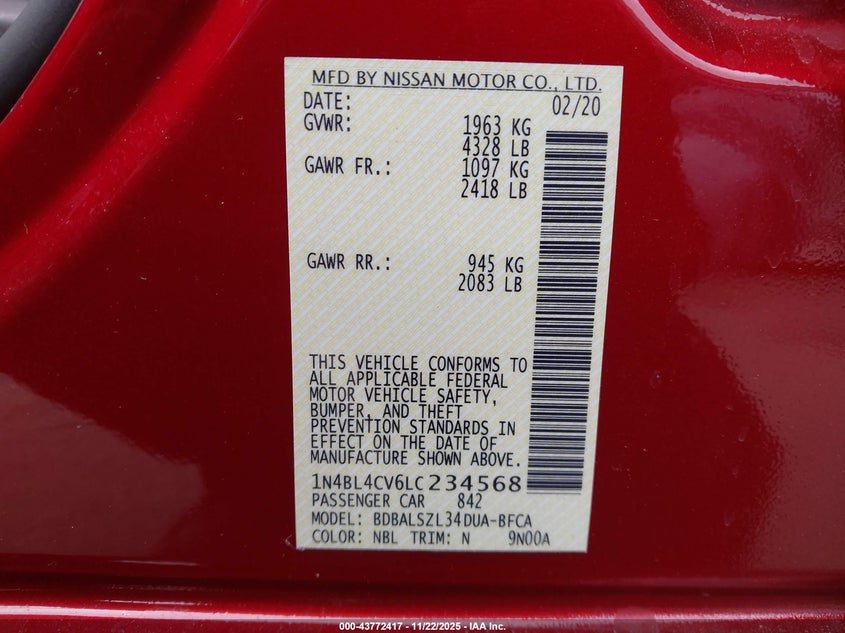 MFD BY NISSAN MOTOR CO., LTD.
DATE: 02/20
GVWR: 1963 KG
4328 LB
GAWR FR.: 1097 KG
2418 LB
GAWR RR.: 945 KG
2083 LB
THIS VEHICLE CONFORMS TO
ALL APPLICABLE FEDERAL
MOTOR VEHICLE SAFETY,
BUMPER, AND THEFT
PREVENTION STANDARDS IN
EFFECT ON THE DATE OF
MANUFACTURE SHOWN ABOVE.
1N4BL4CV6LC234568
PASSENGER CAR 842
MODEL: BDBALSZL34DUA-BFCA
COLOR: NBL TRIM: N 9N00A
000-43772417 - 11/22/2025 - IAA Inc.